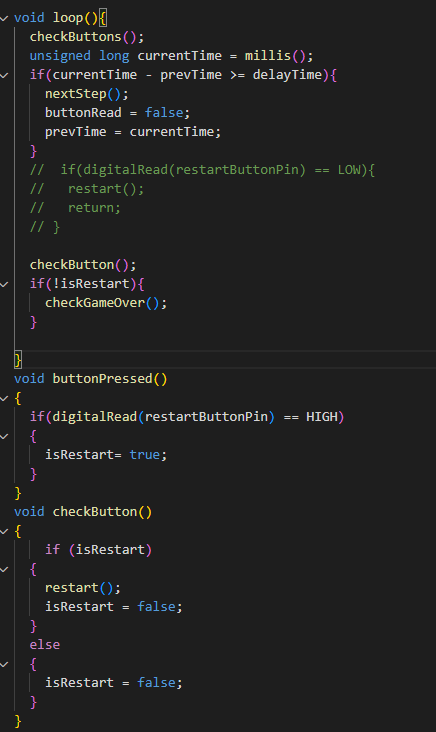 void loop(){
  checkButtons();
  unsigned long currentTime = millis();
  if(currentTime - prevTime >= delayTime){
    nextStep();
    buttonRead = false;
    prevTime = currentTime;
  }
  //  if(digitalRead(restartButtonPin) == LOW){
  //   restart();
  //   return;
  // }

  checkButton();
  if(!isRestart){
    checkGameOver();
  }

}
void buttonPressed()
{
  if(digitalRead(restartButtonPin) == HIGH)
  {
    isRestart= true;
  }
}
void checkButton()
{
    if (isRestart)
  {
    restart();
    isRestart = false;
  }
  else
  {
    isRestart = false;
  }
}